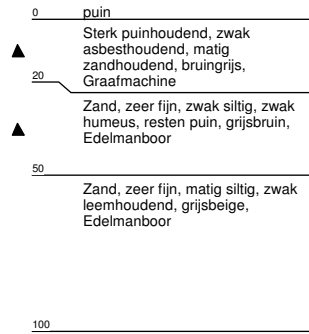 0 puin
Sterk puinhoudend, zwak
asbesthoudend, matig
zandhoudend, bruingrijs,
20
Graafmachine
Zand, zeer fijn, zwak siltig, zwak
humeus, resten puin, grijsbruin,
Edelmanboor
50
Zand, zeer fijn, matig siltig, zwak
leemhoudend, grijsbeige,
Edelmanboor
100